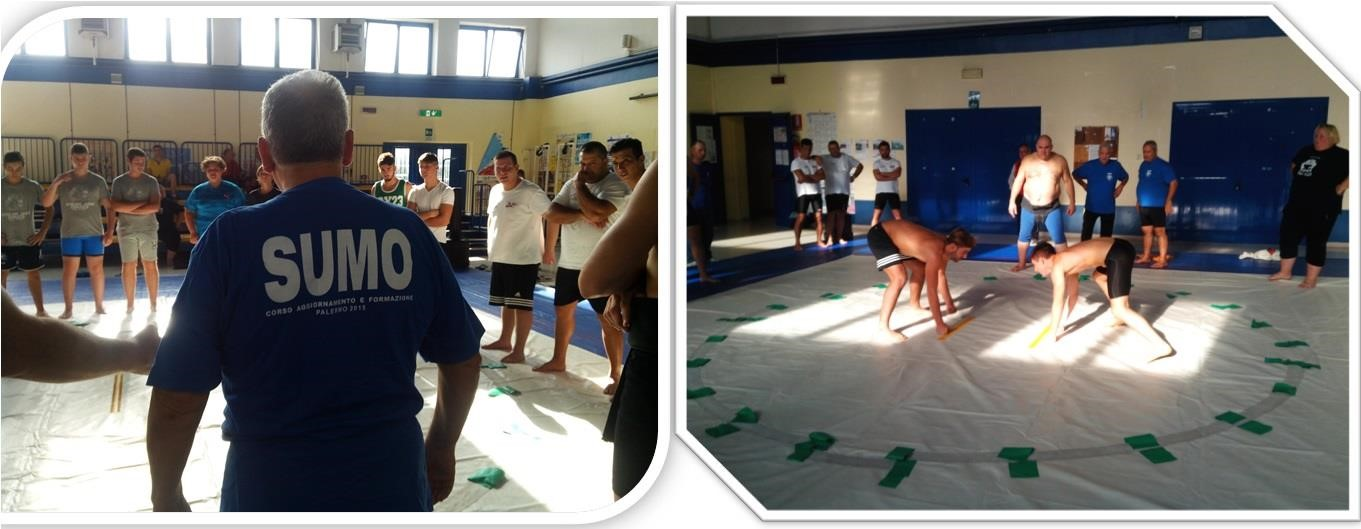 SUMO
CORSO AGGIORNAMENTO E FORMAZIONE
PALERMO 2015